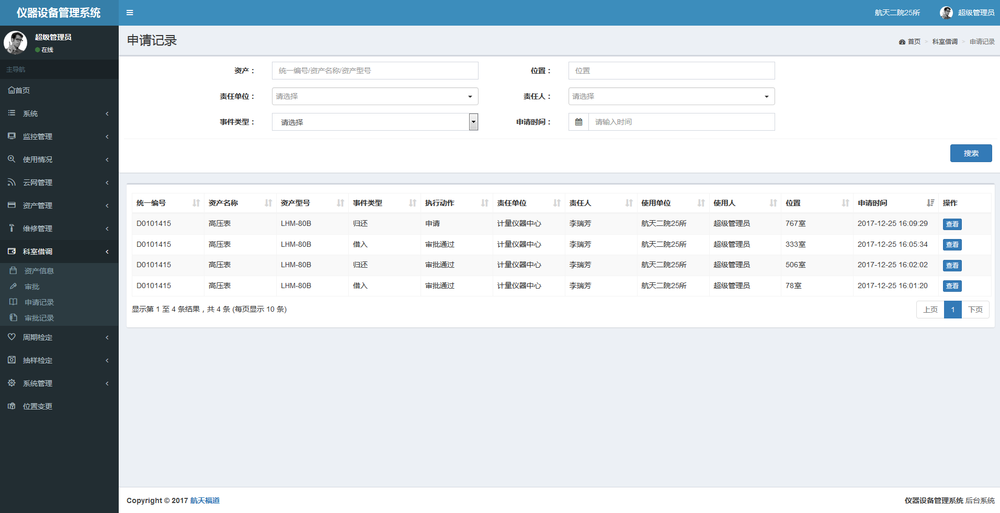 仪器设备管理系统
航天二院25所 超级管理员
超级管理员
在线
主导航
首页
系统
监控管理
使用情况
云网管理
资产管理
维修管理
科室借调
资产信息
审批
申请记录
审批记录
周期检定
抽样检定
系统管理
位置变更
申请记录
首页 > 科室借调 > 申请记录
资产： 统一编号/资产名称/资产型号 位置： 位置
责任单位： 请选择 责任人： 请选择
事件类型： 请选择 申请时间： 请输入时间
搜索
统一编号 资产名称 资产型号 事件类型 执行动作 责任单位 责任人 使用单位 使用人 位置 申请时间 操作
D0101415 高压表 LHM-80B 归还 申请 计量仪器中心 李瑞芳 航天二院25所 超级管理员 767室 2017-12-25 16:09:29 查看
D0101415 高压表 LHM-80B 借入 审批通过 计量仪器中心 李瑞芳 航天二院25所 超级管理员 333室 2017-12-25 16:05:34 查看
D0101415 高压表 LHM-80B 归还 审批通过 计量仪器中心 李瑞芳 航天二院25所 超级管理员 506室 2017-12-25 16:02:02 查看
D0101415 高压表 LHM-80B 借入 审批通过 计量仪器中心 李瑞芳 航天二院25所 超级管理员 78室 2017-12-25 16:01:20 查看
显示第 1 至 4 条结果，共 4 条 (每页显示 10 条) 上页 1 下页
Copyright © 2017 航天福道 仪器设备管理系统 后台系统